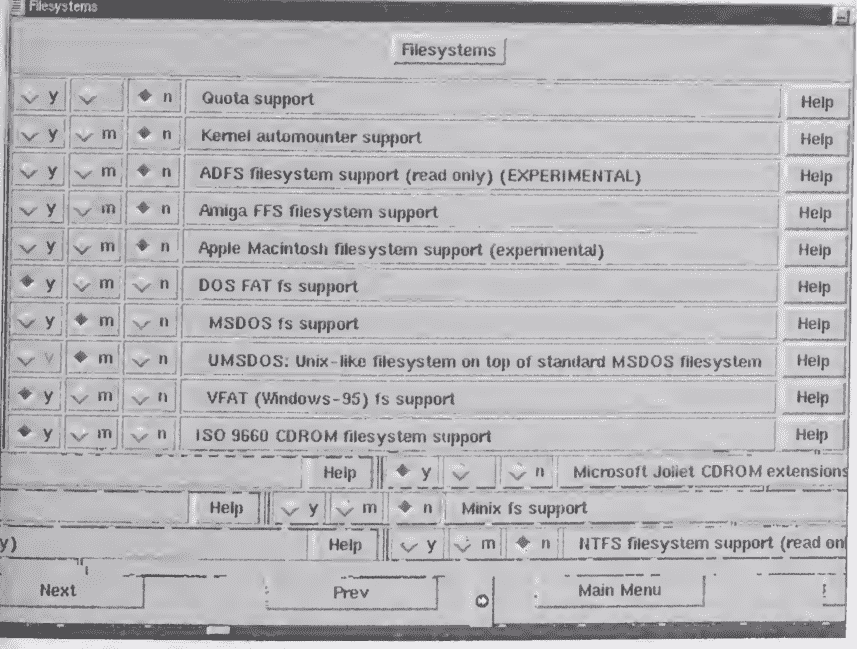 Filesystems
Filesystems
y n Quota support Help
y m n Kernel automounter support Help
y m n ADFS filesystem support (read only) (EXPERIMENTAL) Help
y m n Amiga FFS filesystem support Help
y m n Apple Macintosh filesystem support (experimental) Help
y m n DOS FAT fs support Help
y m n MSDOS fs support Help
y m n UMSDOS: Unix-like filesystem on top of standard MSDOS filesystem Help
y m n VFAT (Windows-95) fs support Help
y m n ISO 9660 CDROM filesystem support Help
Help y n Microsoft Joliet CDROM extensions
Help y m n Minix fs support
y) Help y m n NTFS filesystem support (read onl
Next Prev Main Menu